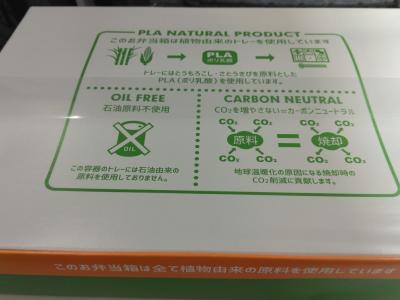 PLA NATURAL PRODUCT
このお弁当箱は植物由来のトレーを使用しています
PLA
ポリ乳酸
トレーにはとうもろこし・さとうきびを原料とした
PLA(ポリ乳酸)を使用しています。
OIL FREE
石油原料不使用
OIL
この容器のトレーには石油由来の
原料を使用しておりません。
CARBON NEUTRAL
CO₂を増やさない=カーボンニュートラル
CO₂ CO₂ CO₂ CO₂
原料 = 焼却
CO₂ CO₂ CO₂ CO₂
地球温暖化の原因になる焼却時の
CO₂削減に貢献します。
このお弁当箱は全て植物由来の原料を使用しています